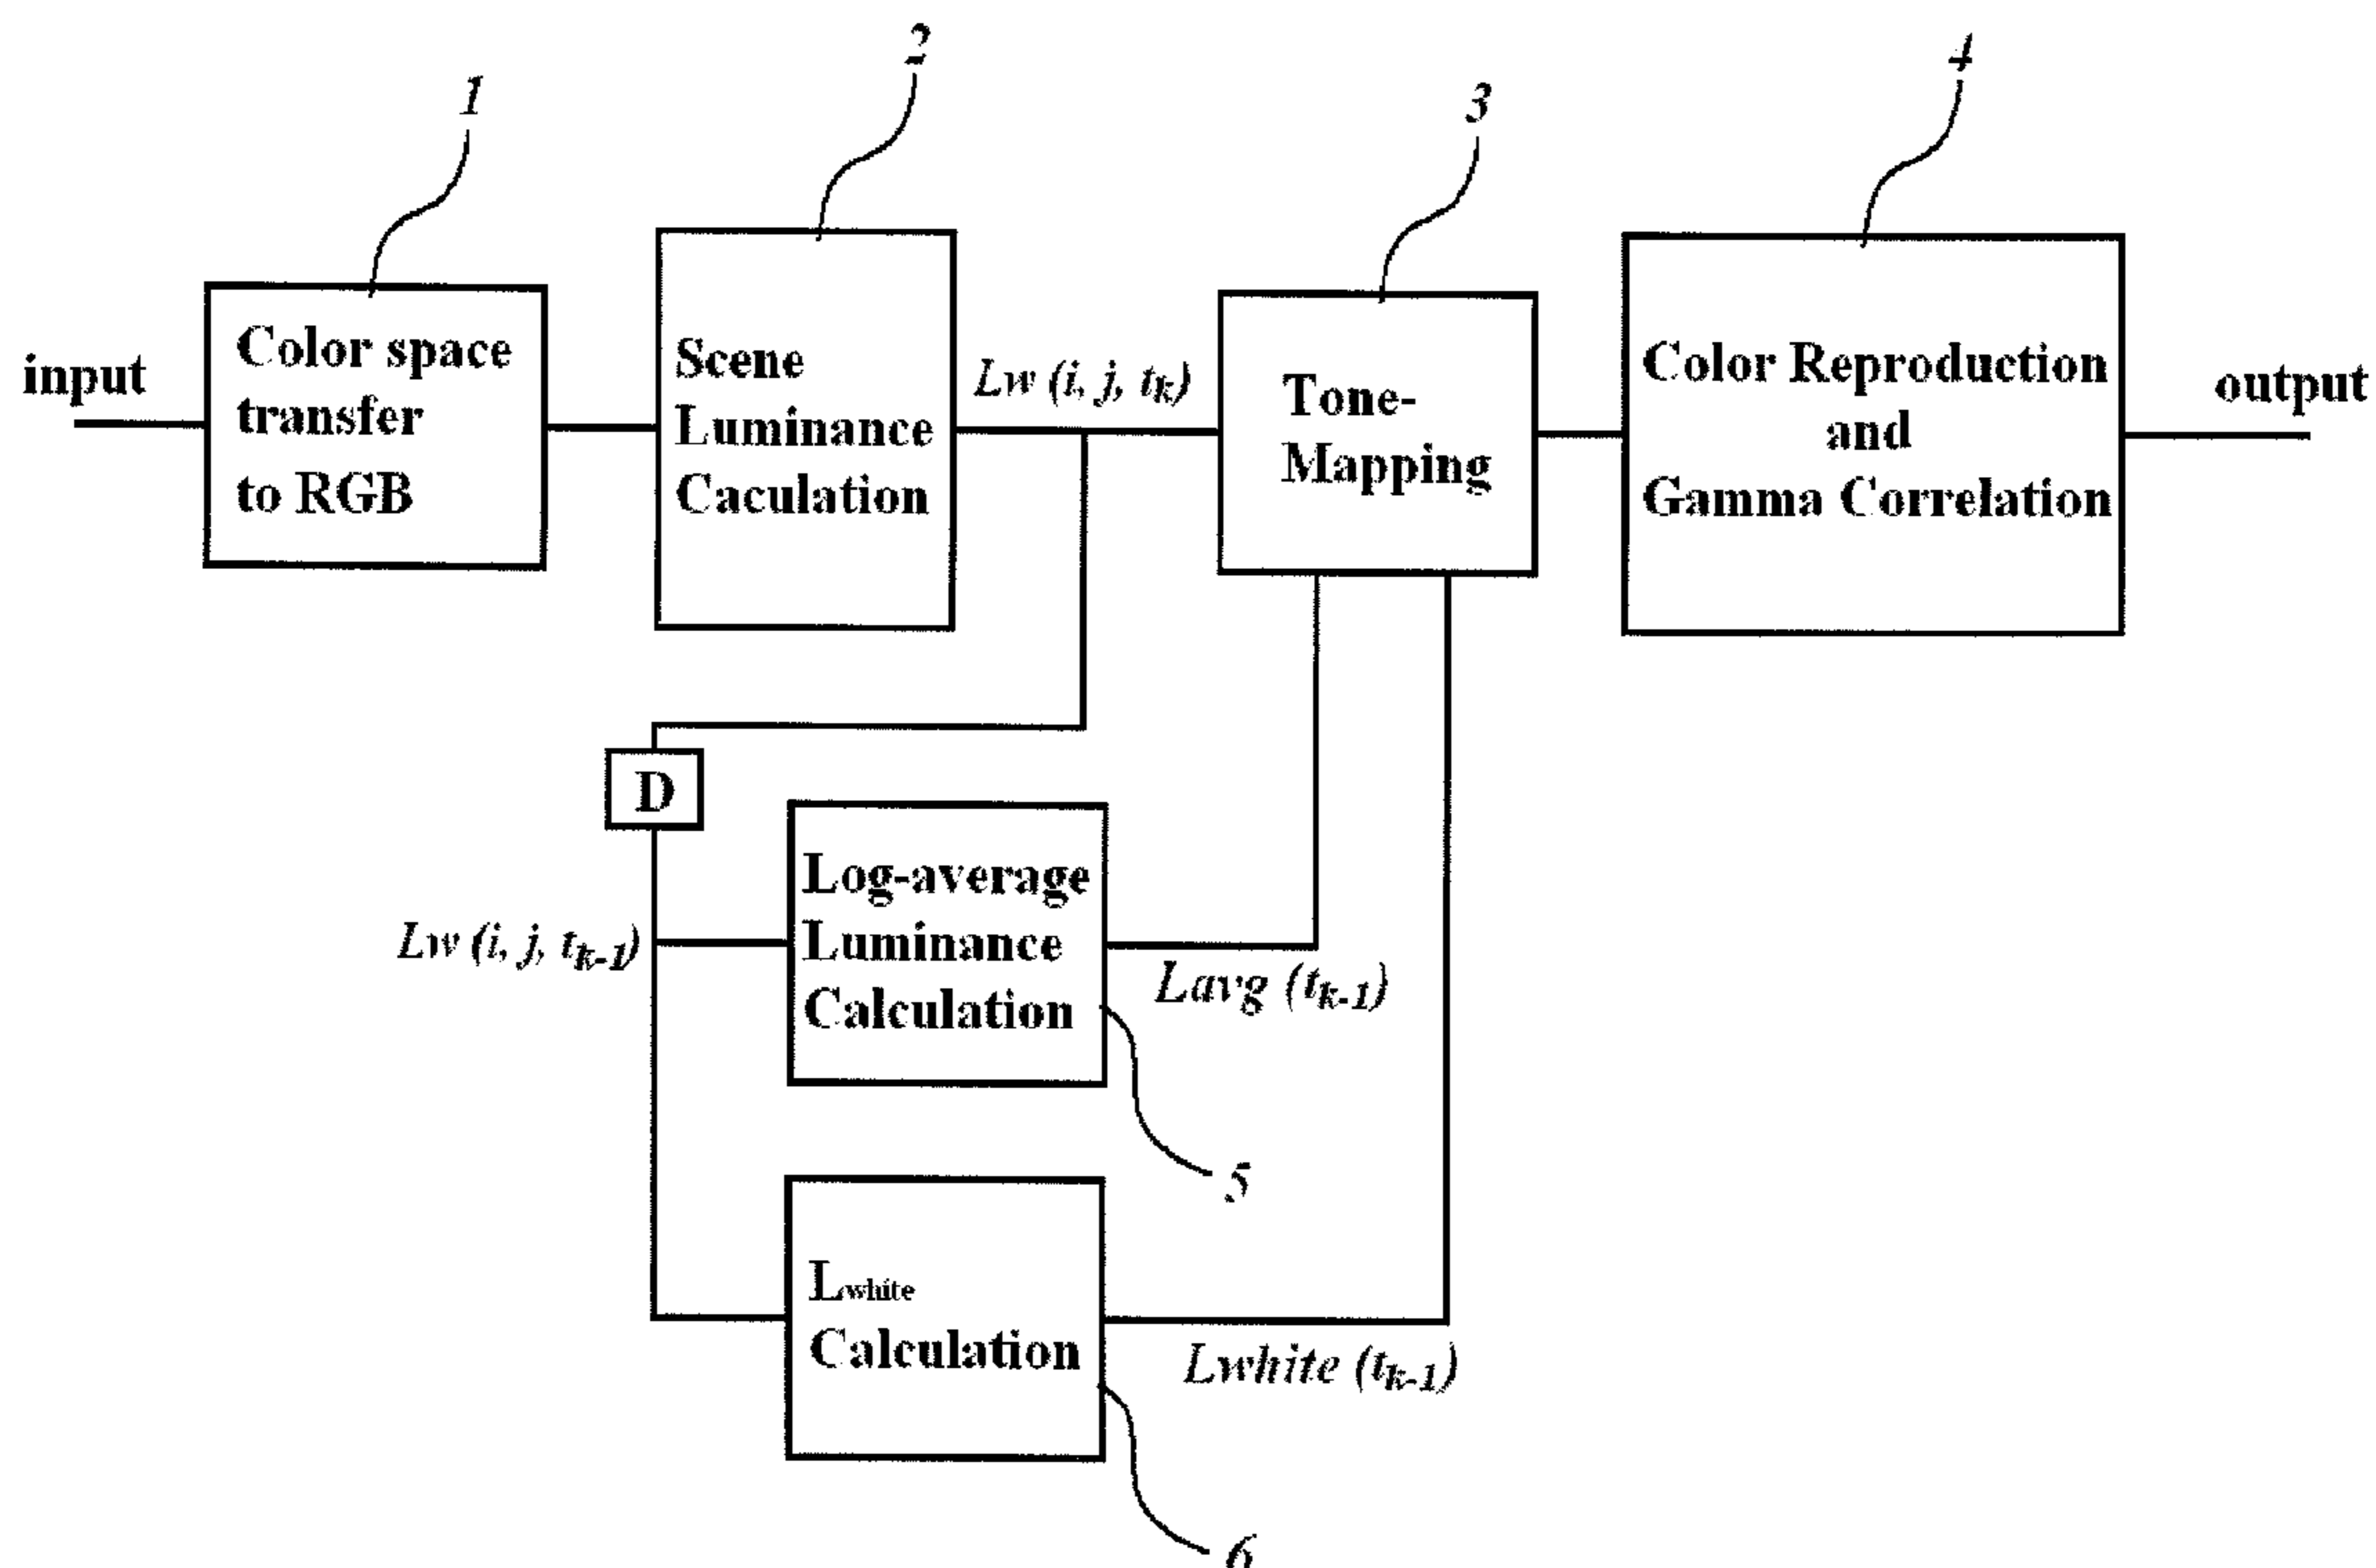 1
2
3
4
input
Color space
transfer
to RGB
Scene
Luminance
Caculation
Lw (i, j, tk)
Tone-
Mapping
Color Reproduction
and
Gamma Correlation
output
D
Lw (i, j, tk-1)
Log-average
Luminance
Calculation
Lavg (tk-1)
5
Lwhite
Calculation
Lwhite (tk-1)
6